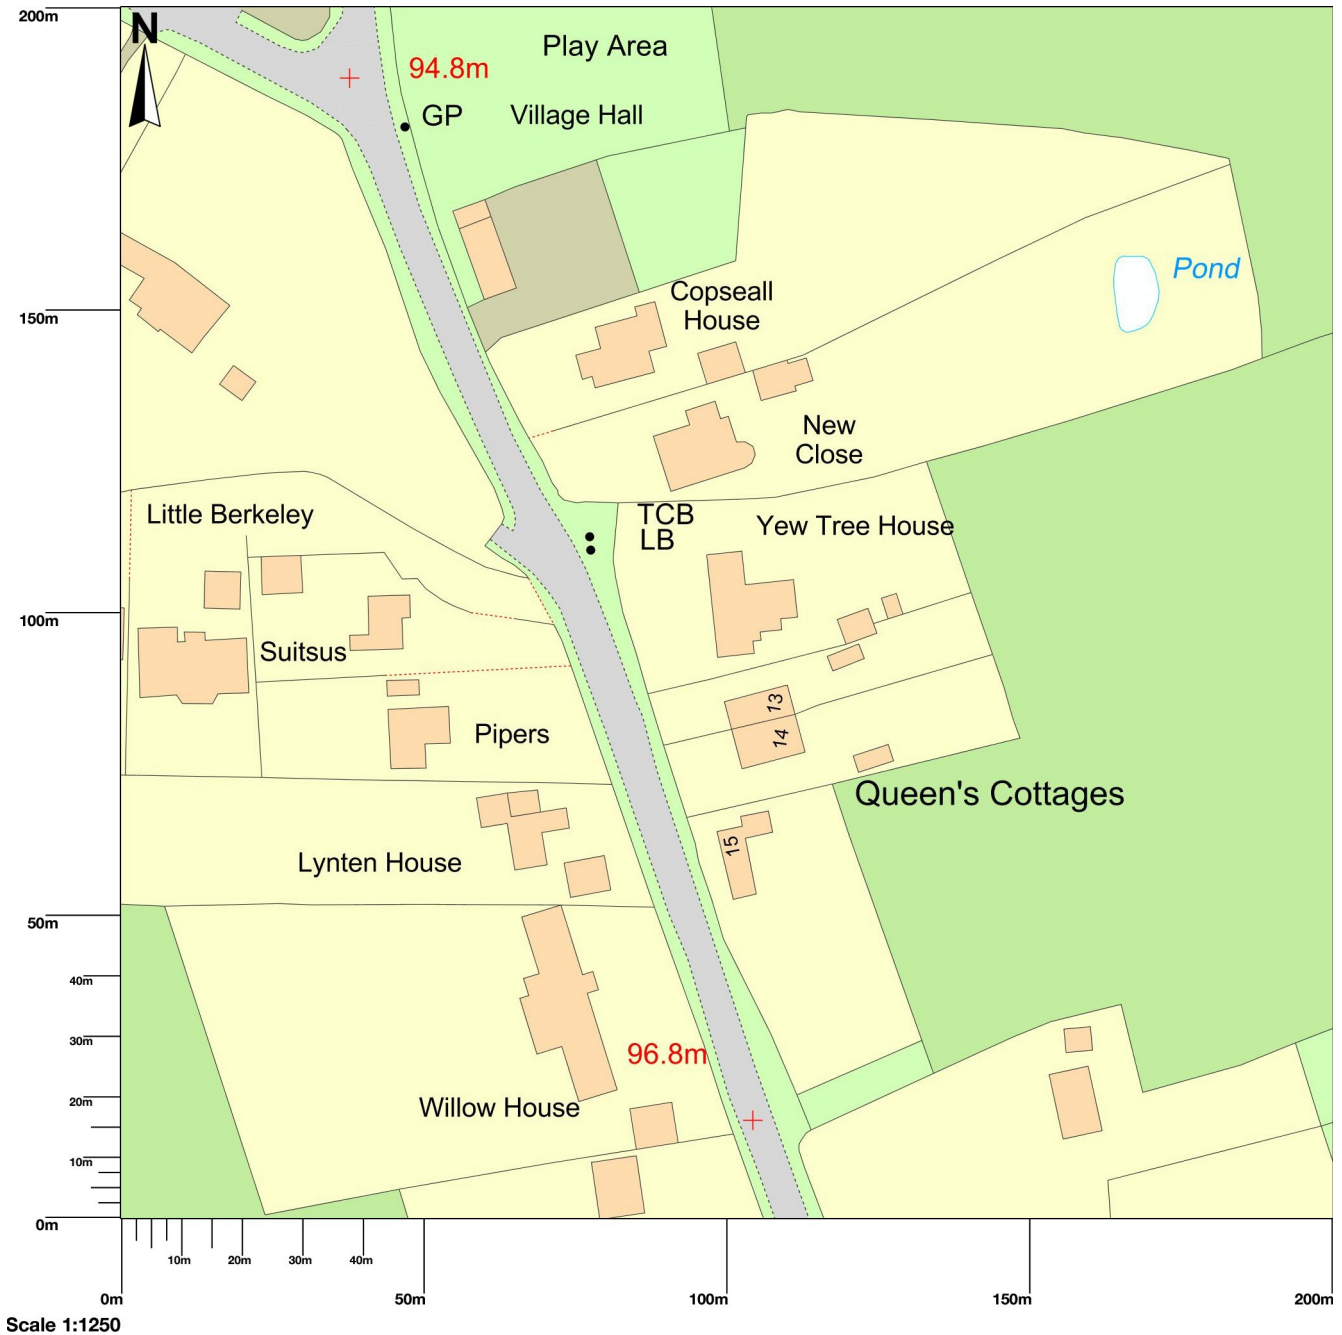 200m
N
Play Area
94.8m
GP
Village Hall
Pond
Copseall
House
150m
New
Close
Little Berkeley
TCB
LB
Yew Tree House
100m
Suitsus
13
14
Pipers
Queen's Cottages
15
Lynten House
50m
40m
30m
96.8m
20m
Willow House
10m
0m
10m
20m
30m
40m
0m
50m
100m
150m
200m
Scale 1:1250